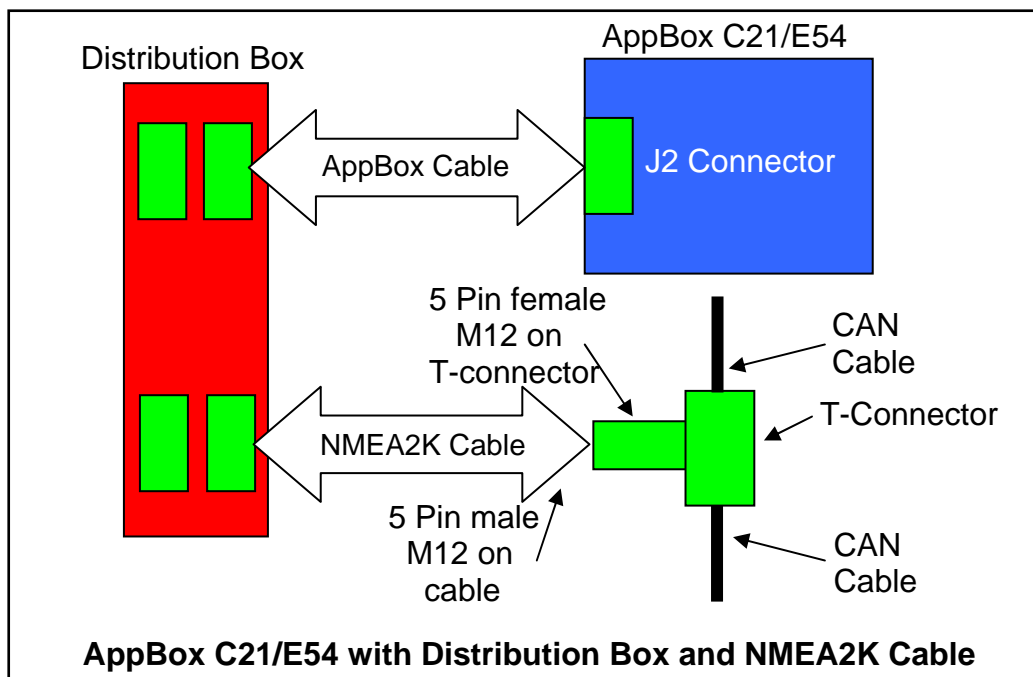 AppBox C21/E54
Distribution Box
AppBox Cable
J2 Connector
5 Pin female
M12 on
T-connector
CAN
Cable
T-Connector
NMEA2K Cable
5 Pin male
M12 on
cable
CAN
Cable
AppBox C21/E54 with Distribution Box and NMEA2K Cable